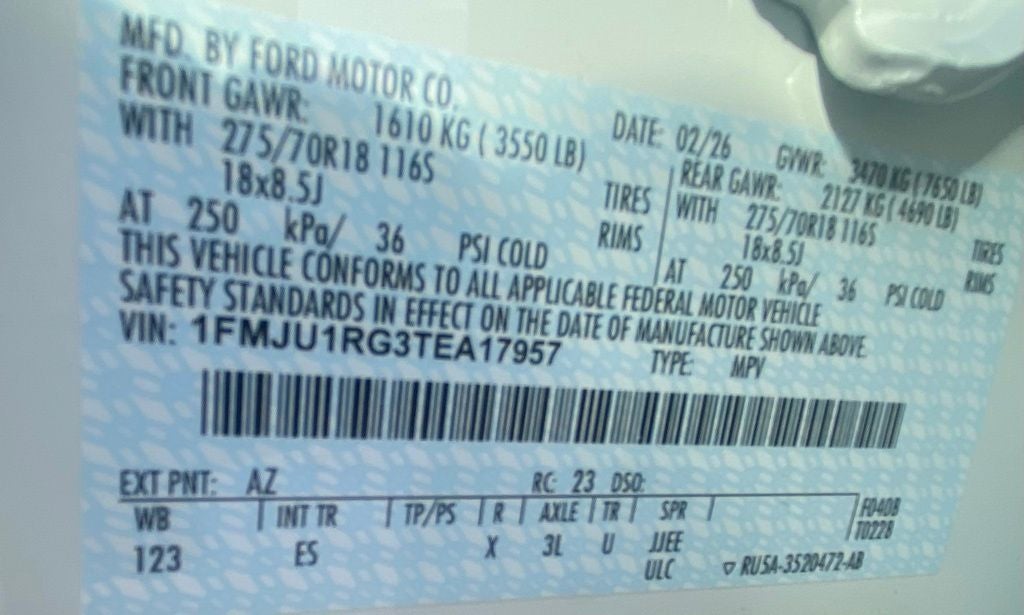 MFD. BY FORD MOTOR CO.
DATE: 02/26 GVWR: 3470 KG (7650 LB)
FRONT GAWR: 1610 KG ( 3550 LB)
WITH 275/70R18 116S TIRES
18x8.5J RIMS
AT 250 kPa/ 36 PSI COLD
REAR GAWR: 2127 KG ( 4690 LB)
WITH 275/70R18 116S TIRES
18x8.5J RIMS
AT 250 kPa/ 36 PSI COLD
THIS VEHICLE CONFORMS TO ALL APPLICABLE FEDERAL MOTOR VEHICLE
SAFETY STANDARDS IN EFFECT ON THE DATE OF MANUFACTURE SHOWN ABOVE.
VIN: 1FMJU1RG3TEA17957 TYPE: MPV
EXT PNT: AZ RC: 23 DSO:
WB INT TR TP/PS R AXLE TR SPR F0408
T0228
123 ES X 3L U JJEE
ULC ▽ RU5A-3520472-AB